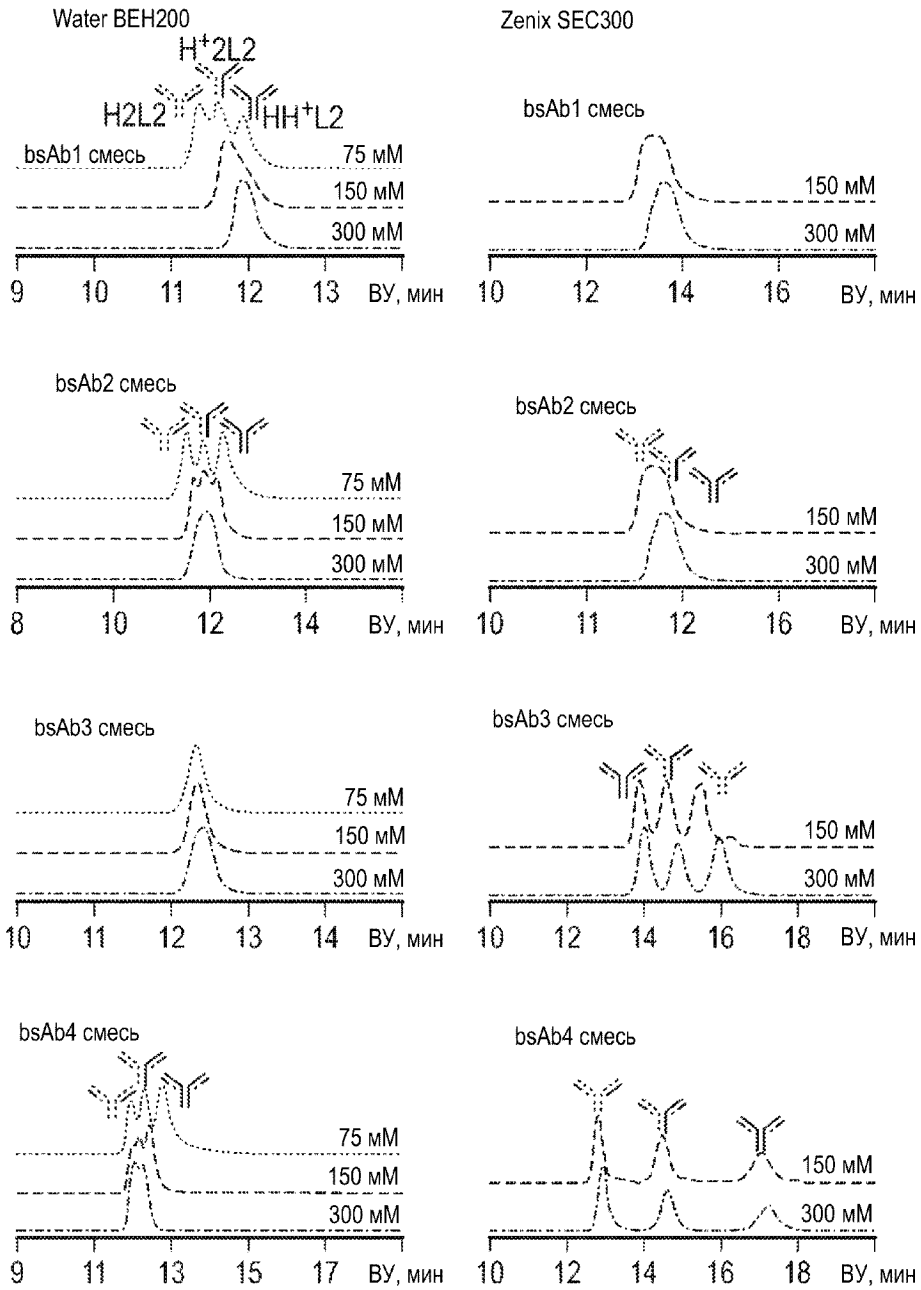 Water BEH200
H⁺2L2
H2L2
HH⁺L2
bsAb1 смесь
75 мМ
150 мМ
300 мМ
9 10 11 12 13 ВУ, мин
Zenix SEC300
bsAb1 смесь
150 мМ
300 мМ
10 12 14 16 ВУ, мин
bsAb2 смесь
75 мМ
150 мМ
300 мМ
8 10 12 14 ВУ, мин
bsAb2 смесь
150 мМ
300 мМ
10 11 12 16 ВУ, мин
bsAb3 смесь
75 мМ
150 мМ
300 мМ
10 11 12 13 14 ВУ, мин
bsAb3 смесь
150 мМ
300 мМ
10 12 14 16 18 ВУ, мин
bsAb4 смесь
75 мМ
150 мМ
300 мМ
9 11 13 15 17 ВУ, мин
bsAb4 смесь
150 мМ
300 мМ
10 12 14 16 18 ВУ, мин